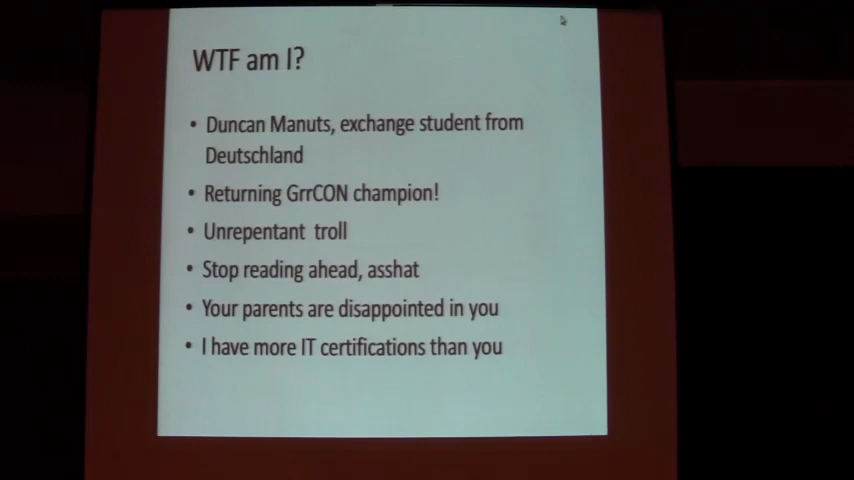 WTF am I?
• Duncan Manuts, exchange student from
Deutschland
• Returning GrrCON champion!
• Unrepentant troll
• Stop reading ahead, asshat
• Your parents are disappointed in you
• I have more IT certifications than you